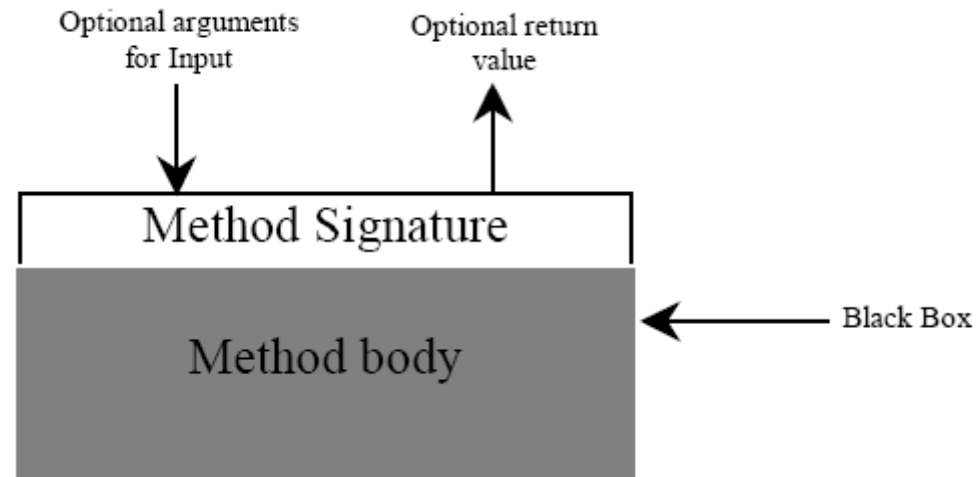 Optional arguments
for Input
Optional return
value
Method Signature
Black Box
Method body